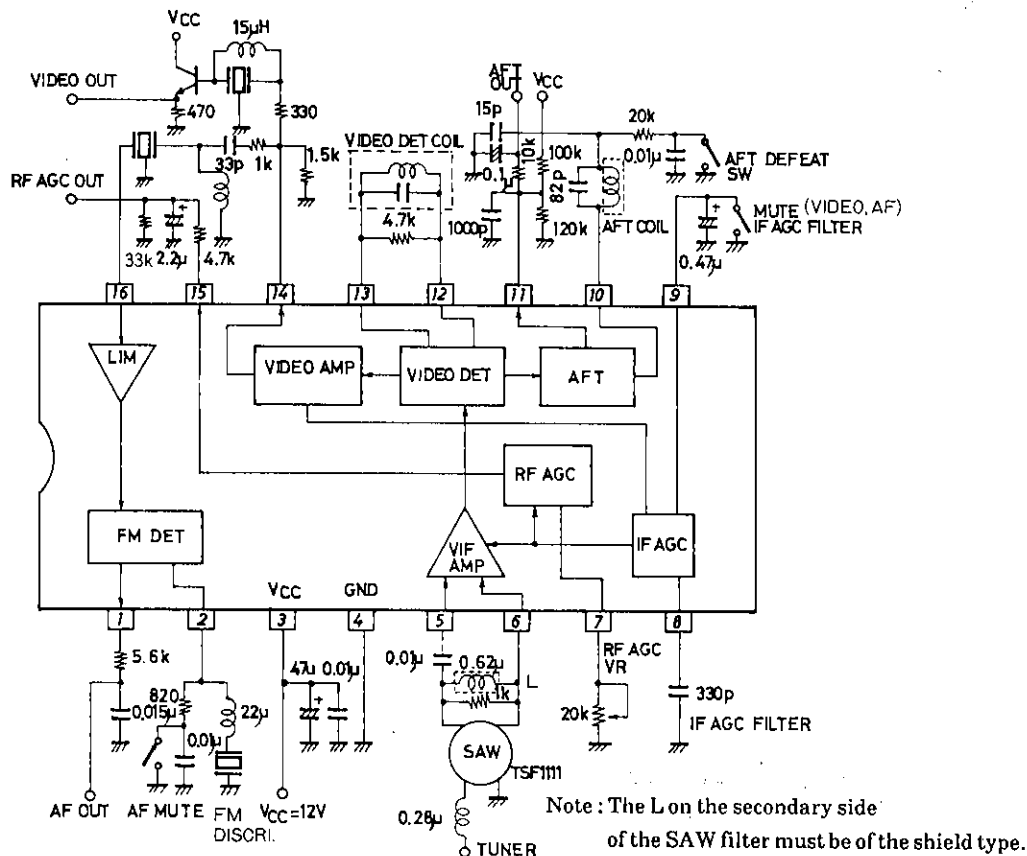 VCC
15µH
VIDEO OUT
470
330
AFT OUT
VCC
15p
20k
0.01µ
AFT DEFEAT SW
VIDEO DET COIL
33p
1k
1.5k
10k
100k
82p
RF AGC OUT
4.7k
0.1
1000p
120k
AFT COIL
MUTE (VIDEO, AF)
IF AGC FILTER
0.47µ
33k
2.2µ
4.7k
16
15
14
13
12
11
10
9
LIM
VIDEO AMP
VIDEO DET
AFT
RF AGC
FM DET
VIF AMP
IF AGC
VCC
GND
1
2
3
4
5
6
7
8
5.6k
47µ
0.01µ
0.01µ
0.62µ
L
RF AGC VR
820
0.015µ
22µ
1k
20k
330p
IF AGC FILTER
0.01µ
SAW
TSF1111
AF OUT
AF MUTE
FM DISCRI.
VCC=12V
0.28µ
TUNER
Note : The L on the secondary side
of the SAW filter must be of the shield type.